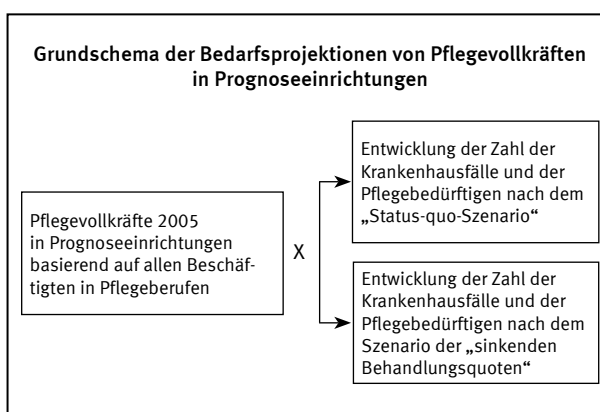 Grundschema der Bedarfsprojektionen von Pflegevollkräften
in Prognoseeinrichtungen
Pflegevollkräfte 2005
in Prognoseeinrichtungen
basierend auf allen Beschäf-
tigten in Pflegeberufen
X
Entwicklung der Zahl der
Krankenhausfälle und der
Pflegebedürftigen nach dem
„Status-quo-Szenario“
Entwicklung der Zahl der
Krankenhausfälle und der
Pflegebedürftigen nach dem
Szenario der „sinkenden
Behandlungsquoten“